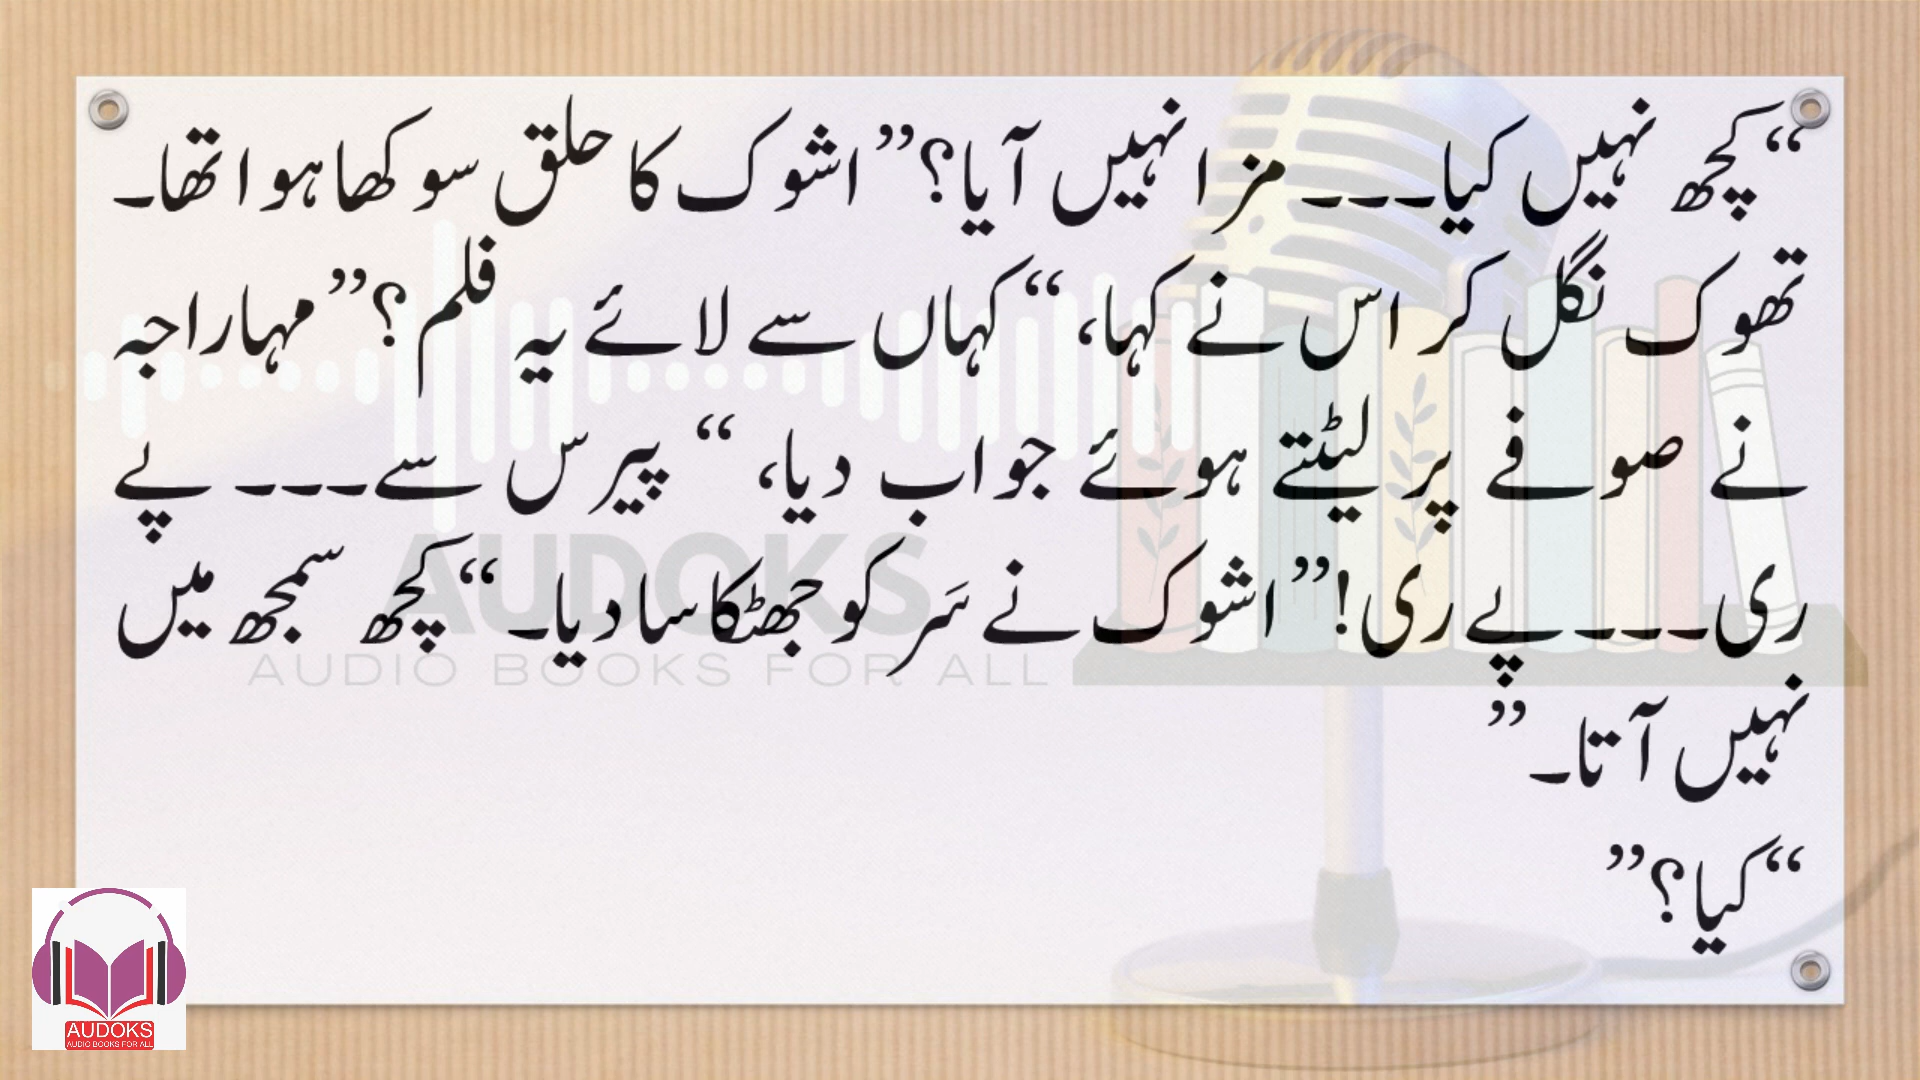 “کچھ نہیں کیا۔۔۔ مزا نہیں آیا؟” اشوک کا حلق سوکھا ہوا تھا۔
تھوک نگل کر اس نے کہا، “کہاں سے لائے یہ فلم؟” مہاراجہ
نے صوفے پر لیٹتے ہوئے جواب دیا، “ پیرس سے۔۔۔ پے
ری۔۔۔ پے ری!” اشوک نے سَر کو جھٹکا سا دیا۔ “کچھ سمجھ میں
نہیں آتا۔”
“کیا؟”
AUDOKS
AUDIO BOOKS FOR ALL
AUDOKS
AUDIO BOOKS FOR ALL